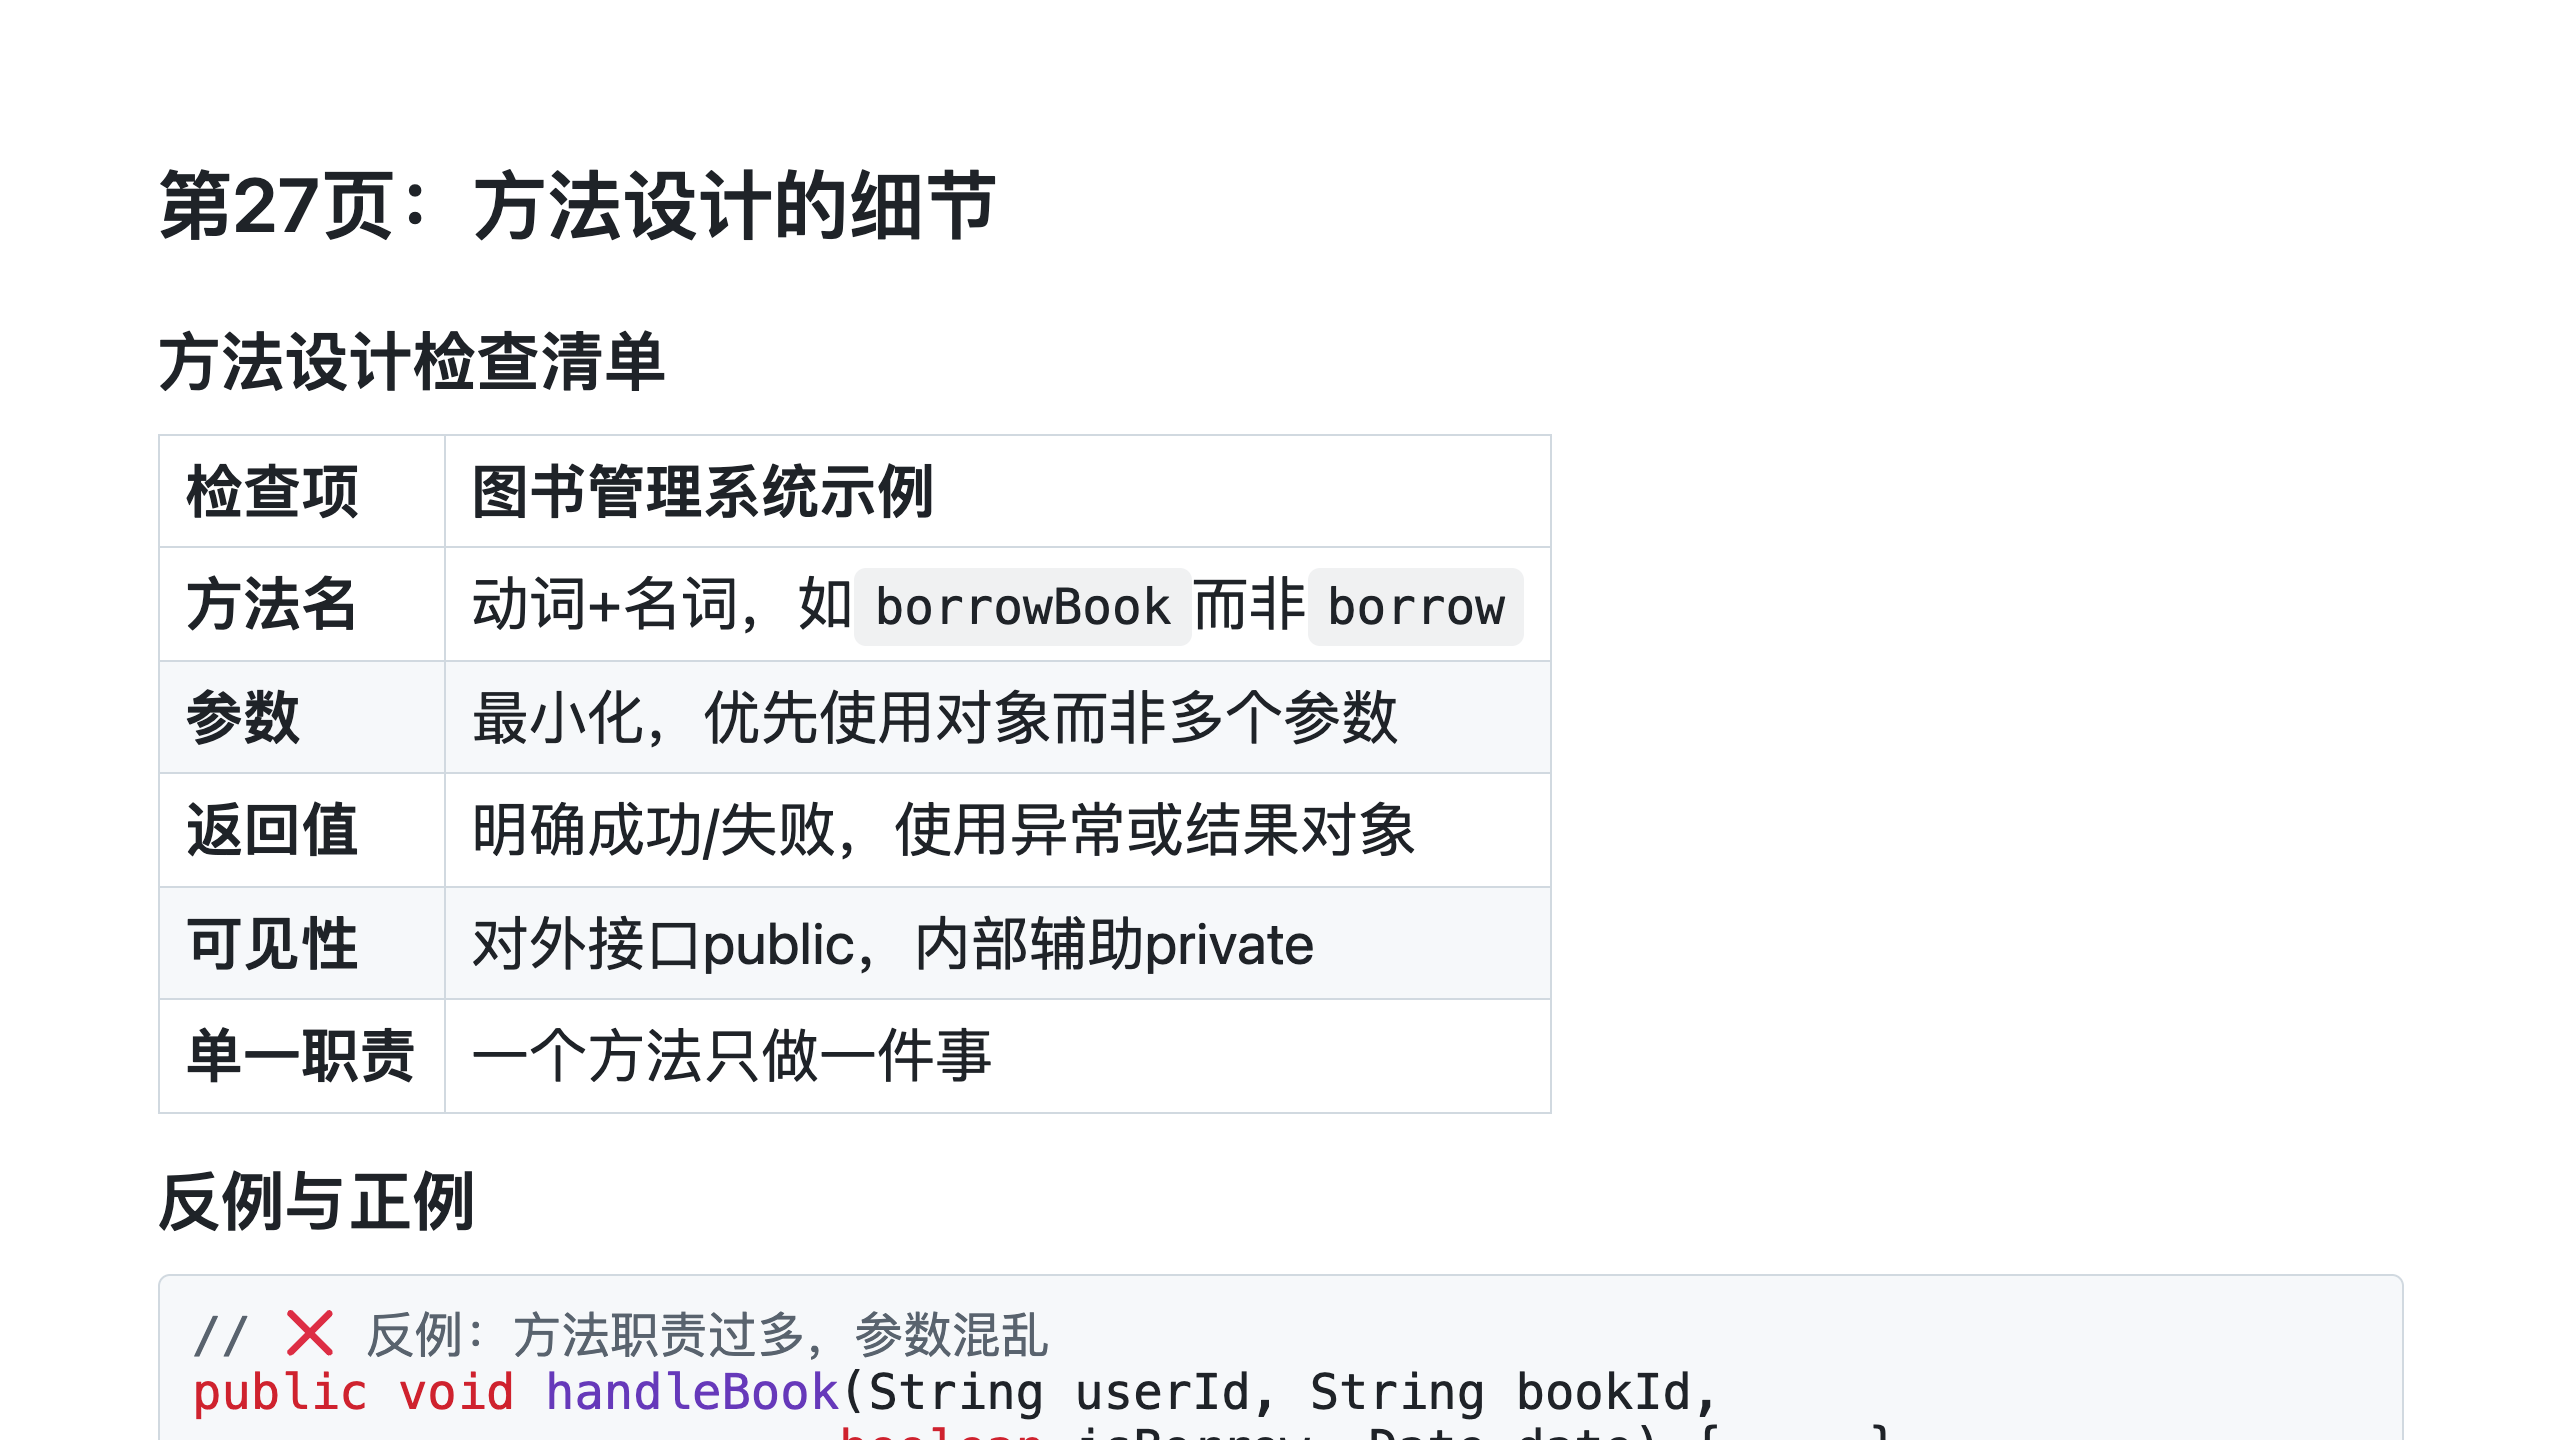 第27页：方法设计的细节
方法设计检查清单
检查项 图书管理系统示例
方法名 动词+名词，如 borrowBook 而非 borrow
参数 最小化，优先使用对象而非多个参数
返回值 明确成功/失败，使用异常或结果对象
可见性 对外接口public，内部辅助private
单一职责 一个方法只做一件事
反例与正例
// ❌ 反例：方法职责过多，参数混乱
public void handleBook(String userId, String bookId,
boolean isBorrow, Date date) { ... }